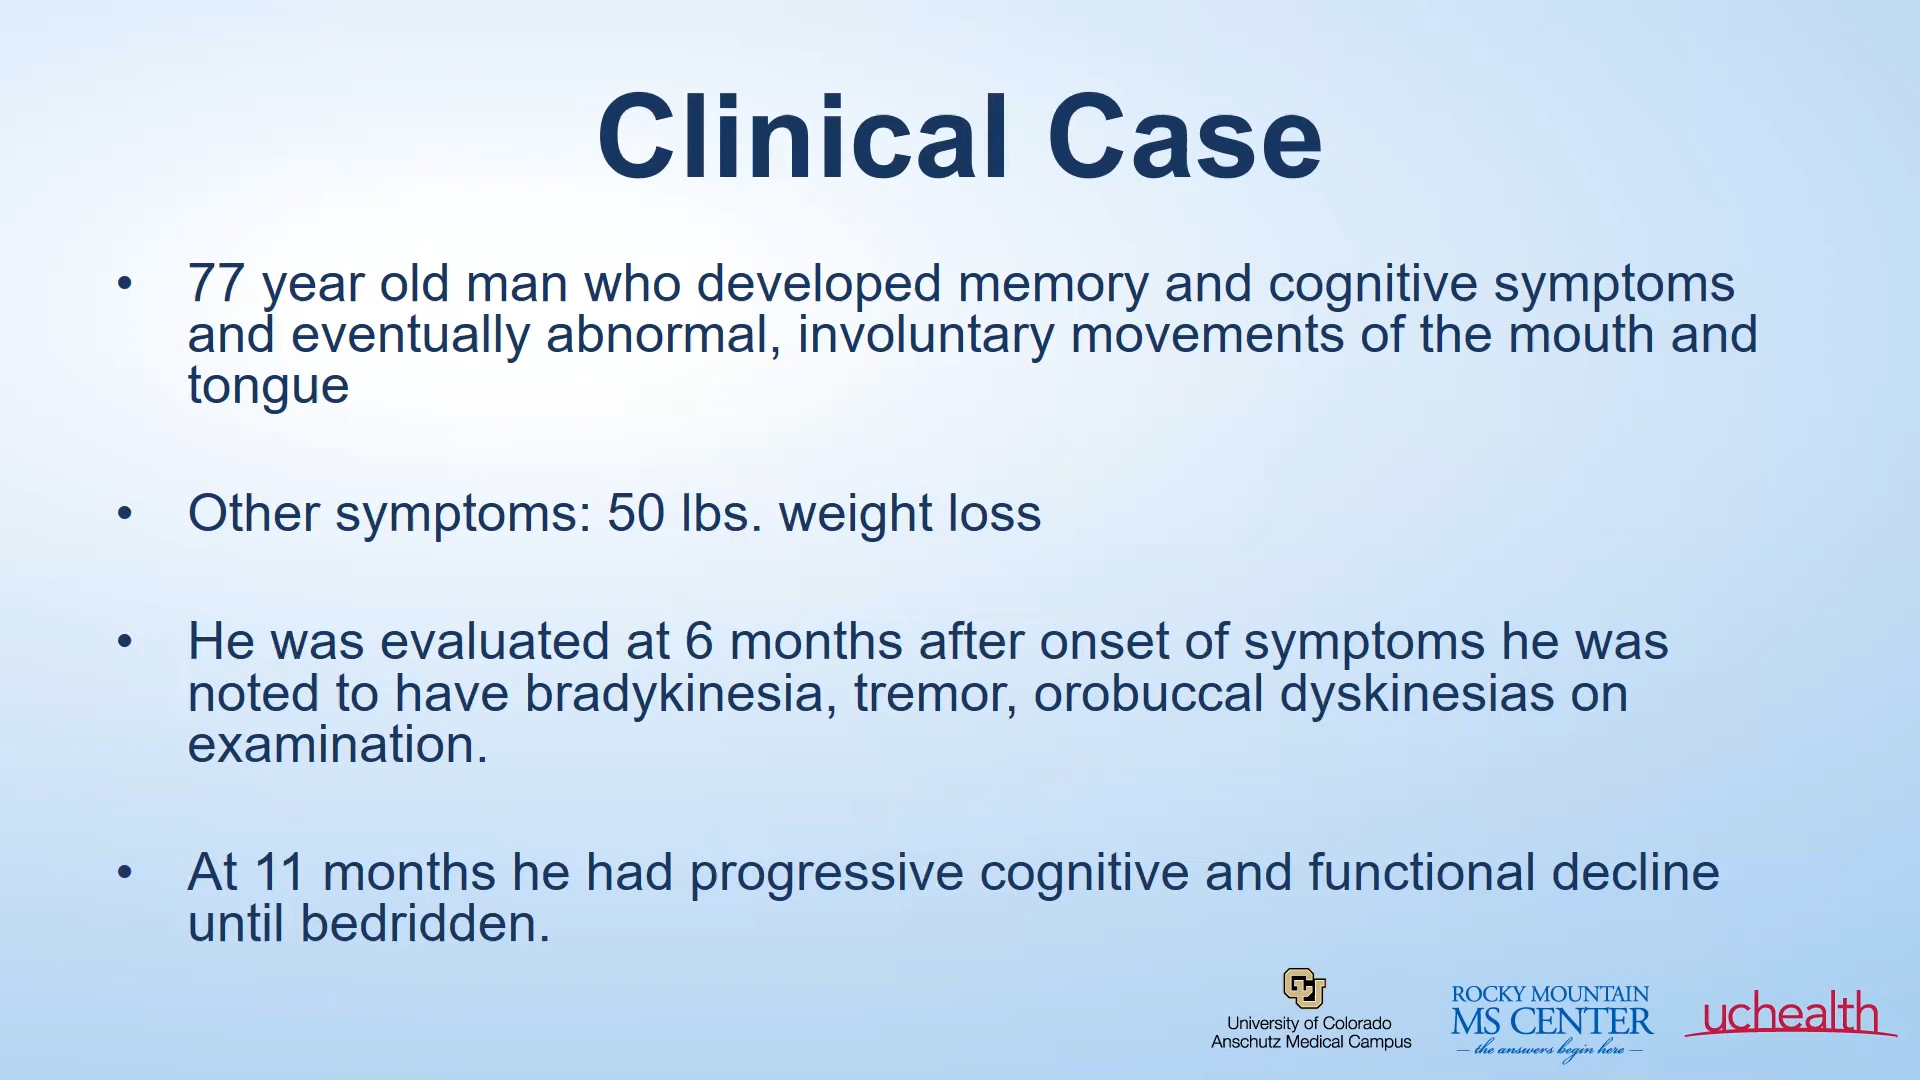 Clinical Case
• 77 year old man who developed memory and cognitive symptoms
and eventually abnormal, involuntary movements of the mouth and
tongue
• Other symptoms: 50 lbs. weight loss
• He was evaluated at 6 months after onset of symptoms he was
noted to have bradykinesia, tremor, orobuccal dyskinesias on
examination.
• At 11 months he had progressive cognitive and functional decline
until bedridden.
CU
University of Colorado
Anschutz Medical Campus
ROCKY MOUNTAIN
MS CENTER
— the answers begin here —
uchealth